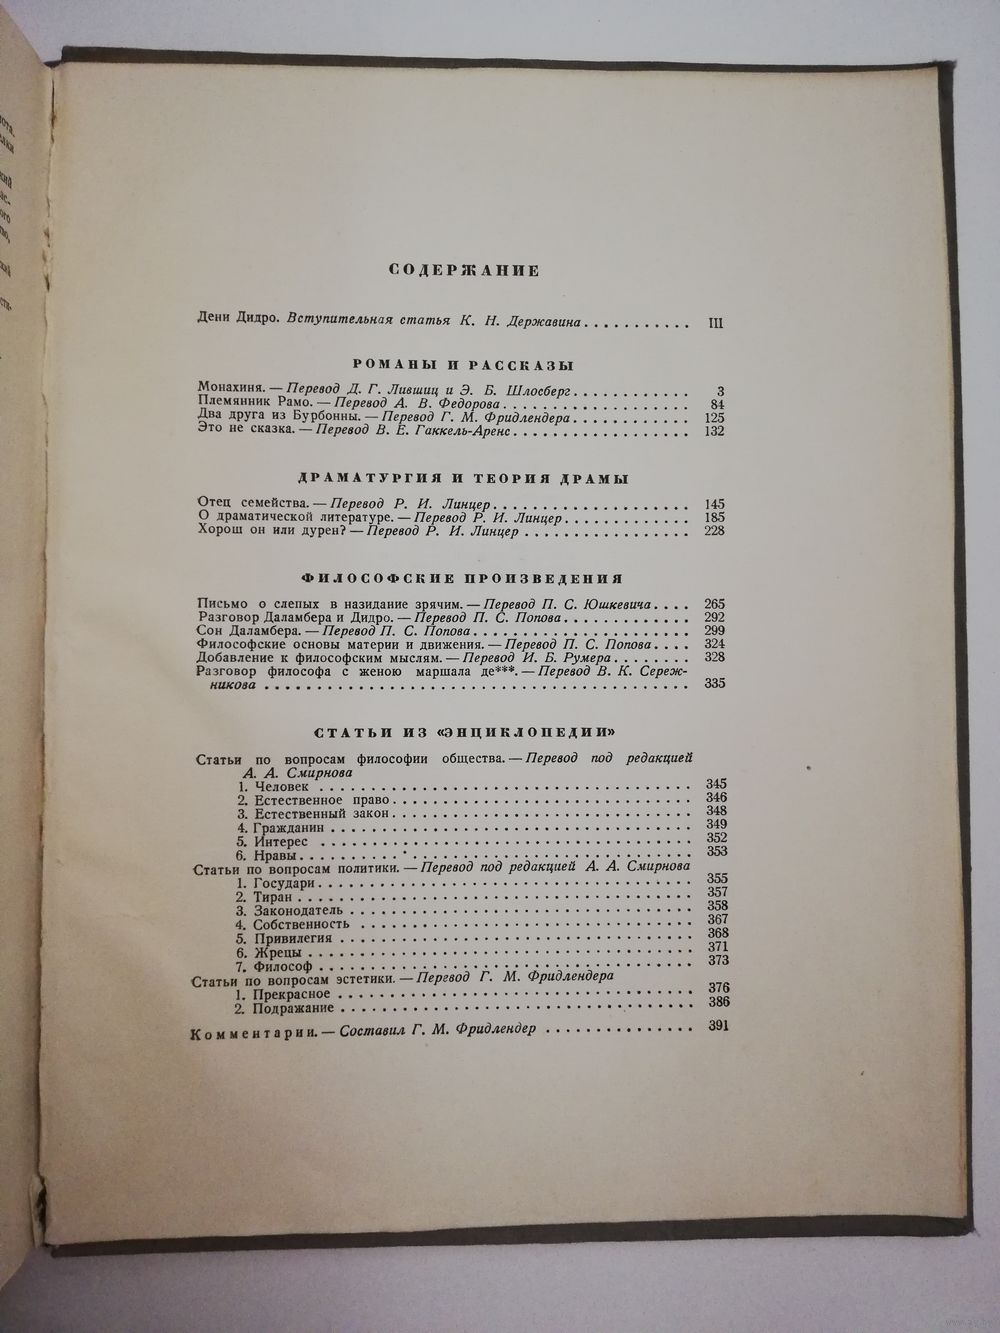 СОДЕРЖАНИЕ
Дени Дидро. Вступительная статья К. Н. Державина . . . . . . . . . . . III
РОМАНЫ И РАССКАЗЫ
Монахиня. — Перевод Д. Г. Лившиц и Э. Б. Шлосберг . . . . . . . . . . . . 3
Племянник Рамо. — Перевод А. В. Федорова . . . . . . . . . . . . . . . . . . . 84
Два друга из Бурбонны. — Перевод Г. М. Фридлендера . . . . . . . . . . . . 125
Это не сказка. — Перевод В. Е. Гаккель-Аренс . . . . . . . . . . . . . . . . . . 132
ДРАМАТУРГИЯ И ТЕОРИЯ ДРАМЫ
Отец семейства. — Перевод Р. И. Линцер . . . . . . . . . . . . . . . . . . . . 145
О драматической литературе. — Перевод Р. И. Линцер . . . . . . . . . . . . . 185
Хорош он или дурен? — Перевод Р. И. Линцер . . . . . . . . . . . . . . . . . 228
ФИЛОСОФСКИЕ ПРОИЗВЕДЕНИЯ
Письмо о слепых в назидание зрячим. — Перевод П. С. Юшкевича . . . . 265
Разговор Даламбера и Дидро. — Перевод П. С. Попова . . . . . . . . . . . . . 292
Сон Даламбера. — Перевод П. С. Попова . . . . . . . . . . . . . . . . . . . . . . 299
Философские основы материи и движения. — Перевод П. С. Попова . . . . 324
Добавление к философским мыслям. — Перевод И. Б. Румера . . . . . . . . 328
Разговор философа с женою маршала де***. — Перевод В. К. Сереж-
никова . . . . . . . . . . . . . . . . . . . . . . . . . . . . . . . . . . . . . . . . . 335
СТАТЬИ ИЗ «ЭНЦИКЛОПЕДИИ»
Статьи по вопросам философии общества. — Перевод под редакцией
А. А. Смирнова
1. Человек . . . . . . . . . . . . . . . . . . . . . . . . . . . . . . . . . . . . . 345
2. Естественное право . . . . . . . . . . . . . . . . . . . . . . . . . . . . . . 346
3. Естественный закон . . . . . . . . . . . . . . . . . . . . . . . . . . . . . . 348
4. Гражданин . . . . . . . . . . . . . . . . . . . . . . . . . . . . . . . . . . . . 349
5. Интерес . . . . . . . . . . . . . . . . . . . . . . . . . . . . . . . . . . . . . 352
6. Нравы . . . . . . . . . . . . . . . . . . . . . . . . . . . . . . . . . . . . . . . 353
Статьи по вопросам политики. — Перевод под редакцией А. А. Смирнова
1. Государи . . . . . . . . . . . . . . . . . . . . . . . . . . . . . . . . . . . . . 355
2. Тиран . . . . . . . . . . . . . . . . . . . . . . . . . . . . . . . . . . . . . . . 357
3. Законодатель . . . . . . . . . . . . . . . . . . . . . . . . . . . . . . . . . . 358
4. Собственность . . . . . . . . . . . . . . . . . . . . . . . . . . . . . . . . . 367
5. Привилегия . . . . . . . . . . . . . . . . . . . . . . . . . . . . . . . . . . . 368
6. Жрецы . . . . . . . . . . . . . . . . . . . . . . . . . . . . . . . . . . . . . . 371
7. Философ . . . . . . . . . . . . . . . . . . . . . . . . . . . . . . . . . . . . . 373
Статьи по вопросам эстетики. — Перевод Г. М. Фридлендера
1. Прекрасное . . . . . . . . . . . . . . . . . . . . . . . . . . . . . . . . . . . 376
2. Подражание . . . . . . . . . . . . . . . . . . . . . . . . . . . . . . . . . . . 386
Комментарии. — Составил Г. М. Фридлендер . . . . . . . . . . . . . . . 391